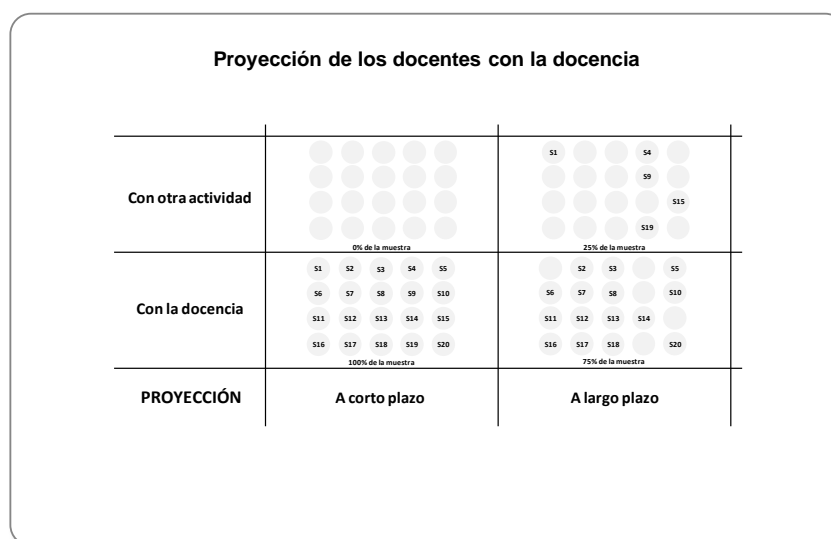 Proyección de los docentes con la docencia
Con otra actividad
S1 S4
S9
S15
S19
0% de la muestra
25% de la muestra
Con la docencia
S1 S2 S3 S4 S5
S6 S7 S8 S9 S10
S11 S12 S13 S14 S15
S16 S17 S18 S19 S20
100% de la muestra
S2 S3 S5
S6 S7 S8 S10
S11 S12 S13 S14
S16 S17 S18 S20
75% de la muestra
PROYECCIÓN
A corto plazo
A largo plazo